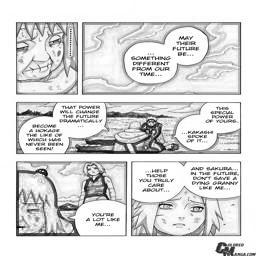 MAY
THEIR
FUTURE
BE...
...
SOMETHING
DIFFERENT
FROM OUR
TIME...
THIS
SPECIAL
POWER OF
YOURS.
...KAKASHI
SPOKE OF
IT...
THAT POWER
WILL CHANGE
THE FUTURE
DRAMATICALLY
...
BECOME
A HOKAGE
THE LIKE OF
WHICH HAS
NEVER BEEN
SEEN!
AND SAKURA...
IN THE FUTURE,
DON'T SAVE A
DYING GRANNY
LIKE ME...
...HELP
THOSE YOU
TRULY
CARE
ABOUT...
YOU'RE A
LOT LIKE
ME...
COLORED
MANGA.COM